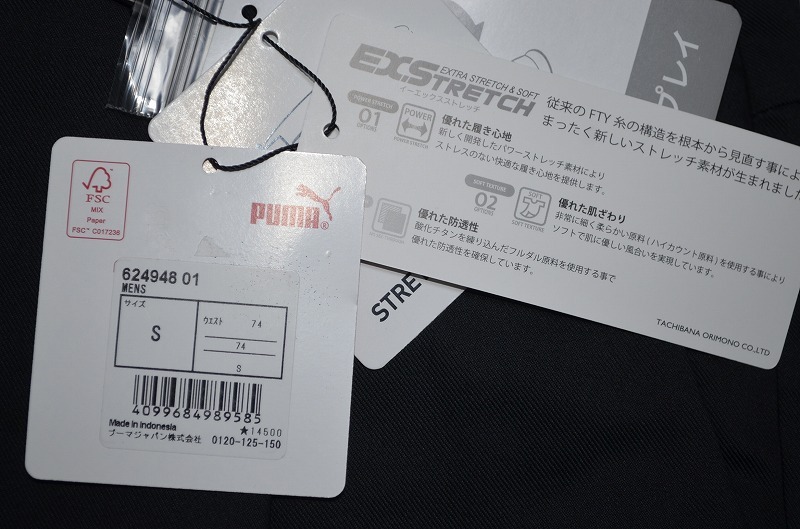 FSC
MIX
Paper
FSC™ C017236
PUMA®
624948 01
MENS
サイズ
S
ウエスト 74
74
S
4099684989585
★14500
Made in Indonesia
プーマジャパン株式会社 0120-125-150
EX.STRETCH
EXTRA STRETCH & SOFT
イーエックスストレッチ
従来の FTY 糸の構造を根本から見直す事によ
まったく新しいストレッチ素材が生まれました
POWER STRETCH
01
OPTIONS
POWER
POWER STRETCH
優れた履き心地
新しく開発したパワーストレッチ素材により
ストレスのない快適な履き心地を提供します。
SOFT TEXTURE
02
OPTIONS
SOFT
SOFT TEXTURE
優れた肌ざわり
非常に細く柔らかい原料 (ハイカウント原料) を使用する事により
ソフトで肌に優しい風合いを実現しています。
優れた防透性
酸化チタンを練り込んだフルダル原料を使用する事で
優れた防透性を確保しています。
TACHIBANA ORIMONO CO.,LTD
STRE
プレイ